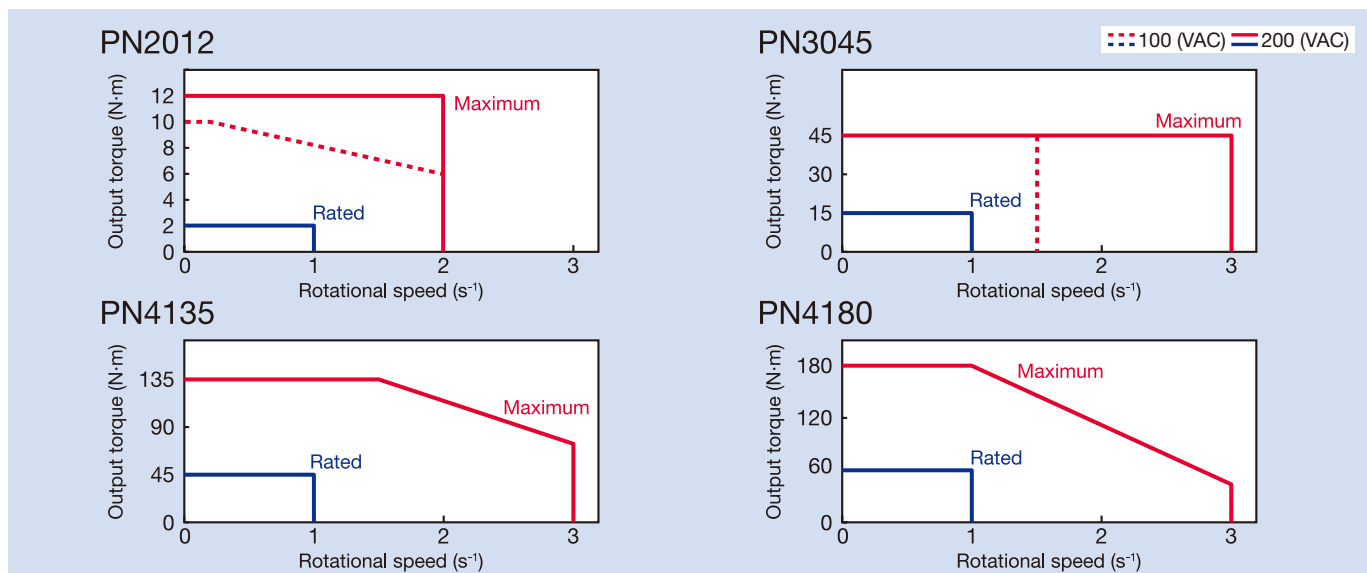 PN2012
Output torque (N·m)
12
10
8
6
4
2
0
Maximum
Rated
0 1 2 3
Rotational speed (s⁻¹)
PN3045
100 (VAC) 200 (VAC)
Output torque (N·m)
45
30
15
0
Maximum
Rated
0 1 2 3
Rotational speed (s⁻¹)
PN4135
Output torque (N·m)
135
90
45
0
Maximum
Rated
0 1 2 3
Rotational speed (s⁻¹)
PN4180
Output torque (N·m)
180
120
60
0
Maximum
Rated
0 1 2 3
Rotational speed (s⁻¹)